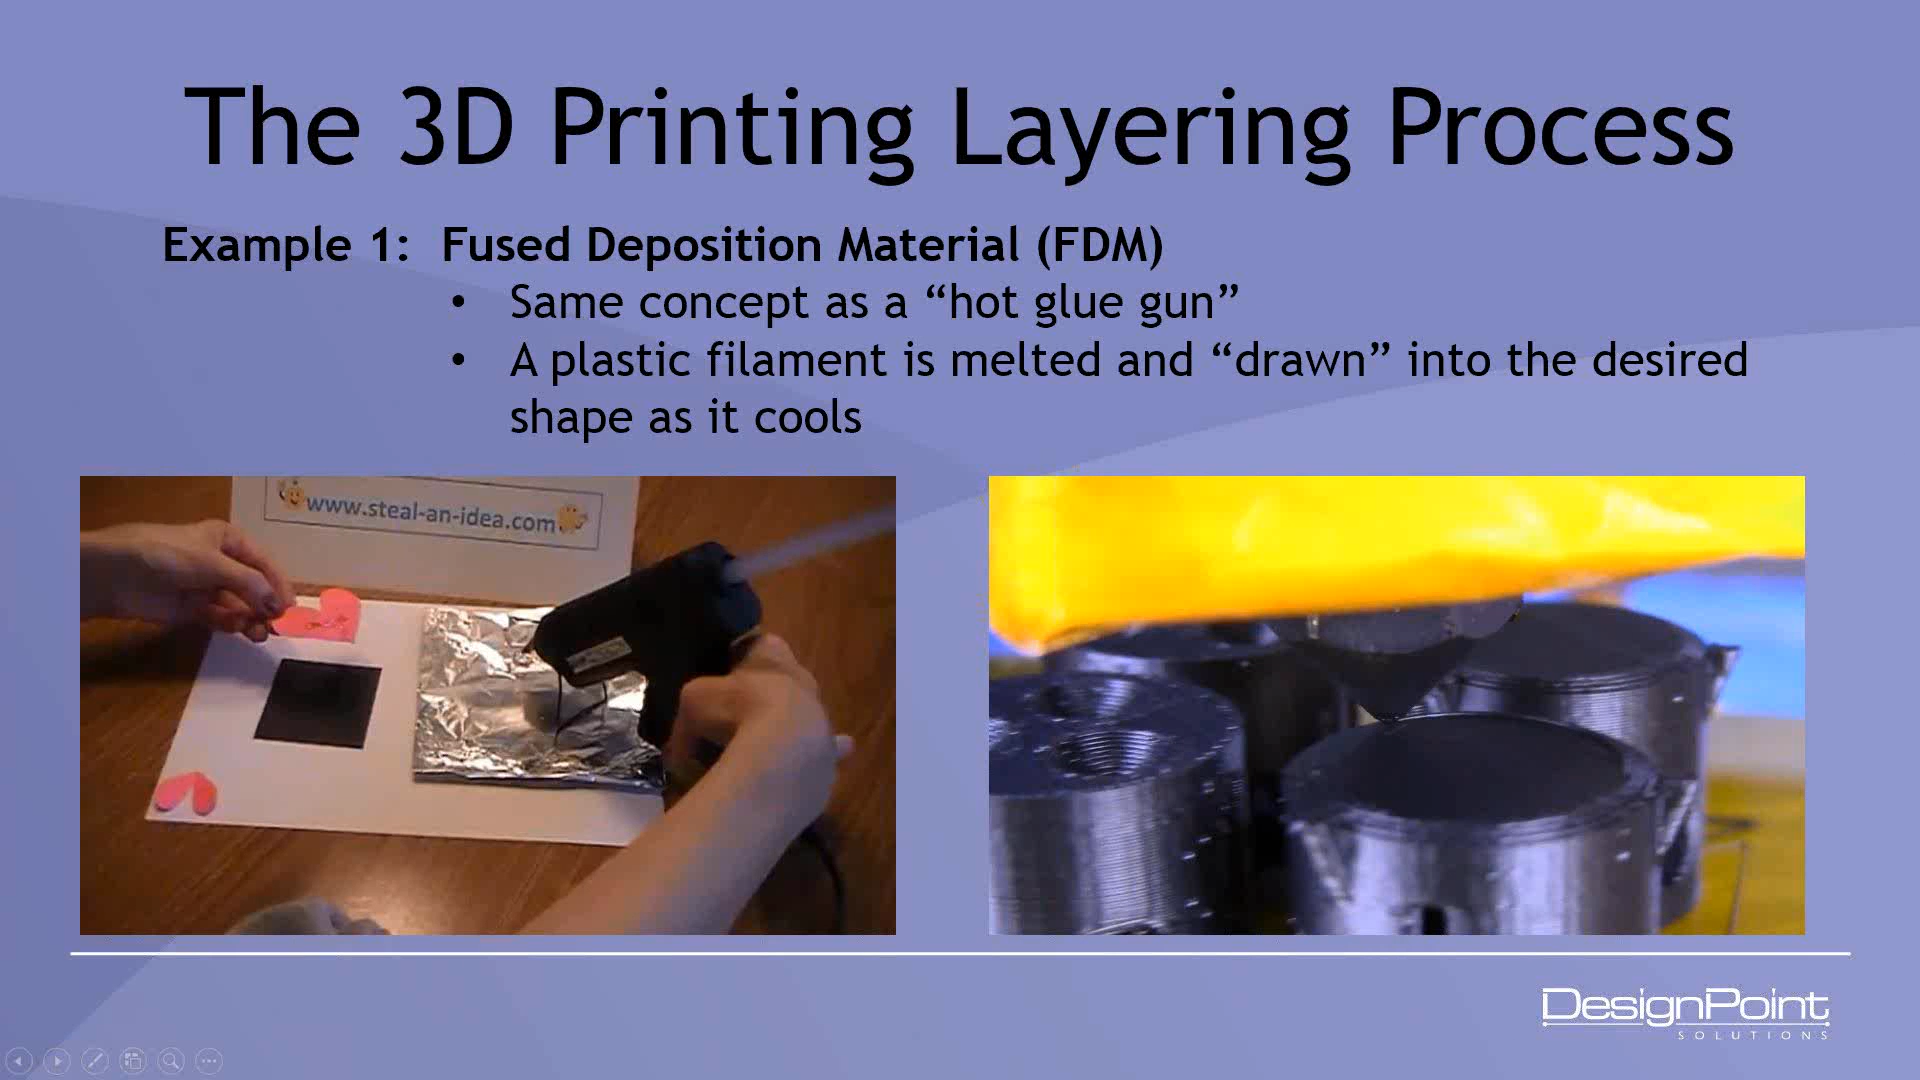 The 3D Printing Layering Process
Example 1: Fused Deposition Material (FDM)
• Same concept as a “hot glue gun”
• A plastic filament is melted and “drawn” into the desired
shape as it cools
www.steal-an-idea.com
DesignPoint
SOLUTIONS